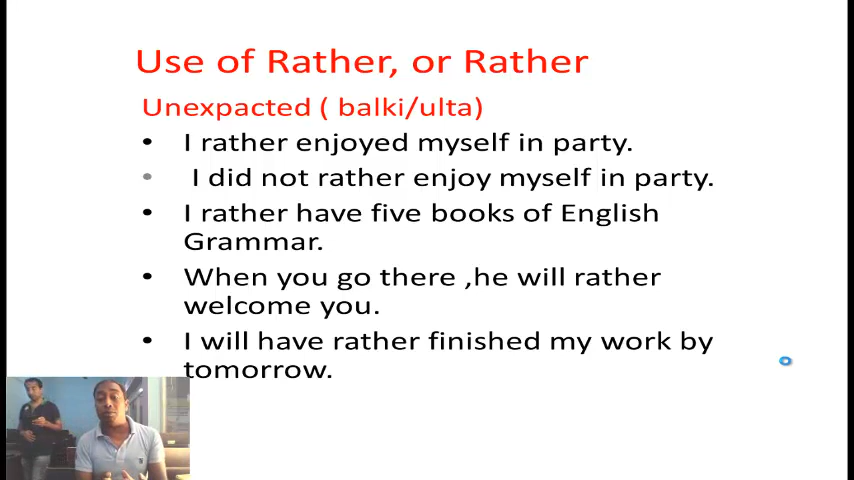 Use of Rather, or Rather
Unexpacted ( balki/ulta)
• I rather enjoyed myself in party.
• I did not rather enjoy myself in party.
• I rather have five books of English
Grammar.
• When you go there ,he will rather
welcome you.
• I will have rather finished my work by
tomorrow.